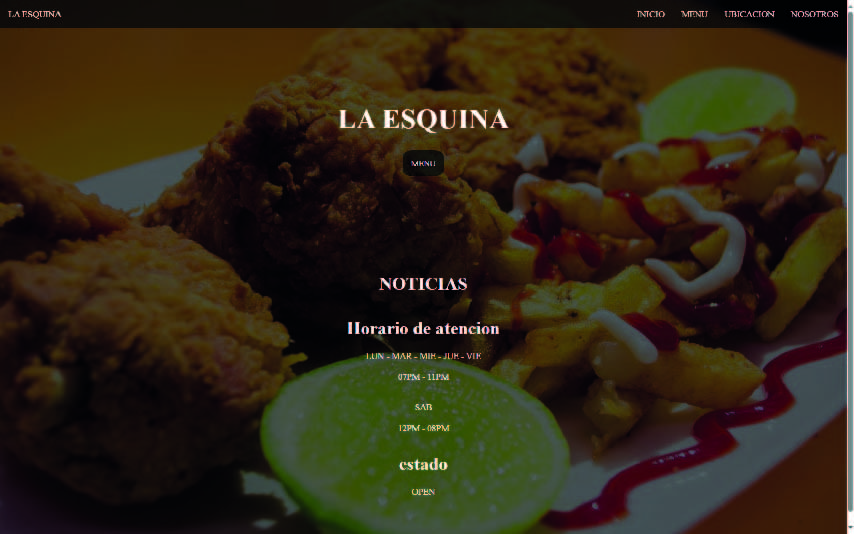 LA ESQUINA
INICIO MENU UBICACION NOSOTROS
LA ESQUINA
MENU
NOTICIAS
Horario de atencion
LUN - MAR - MIE - JUE - VIE
07PM - 11PM
SAB
12PM - 08PM
estado
OPEN